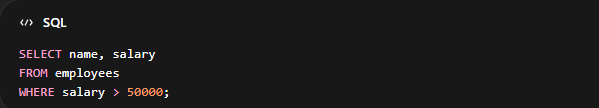 </> SQL
SELECT name, salary
FROM employees
WHERE salary > 50000;